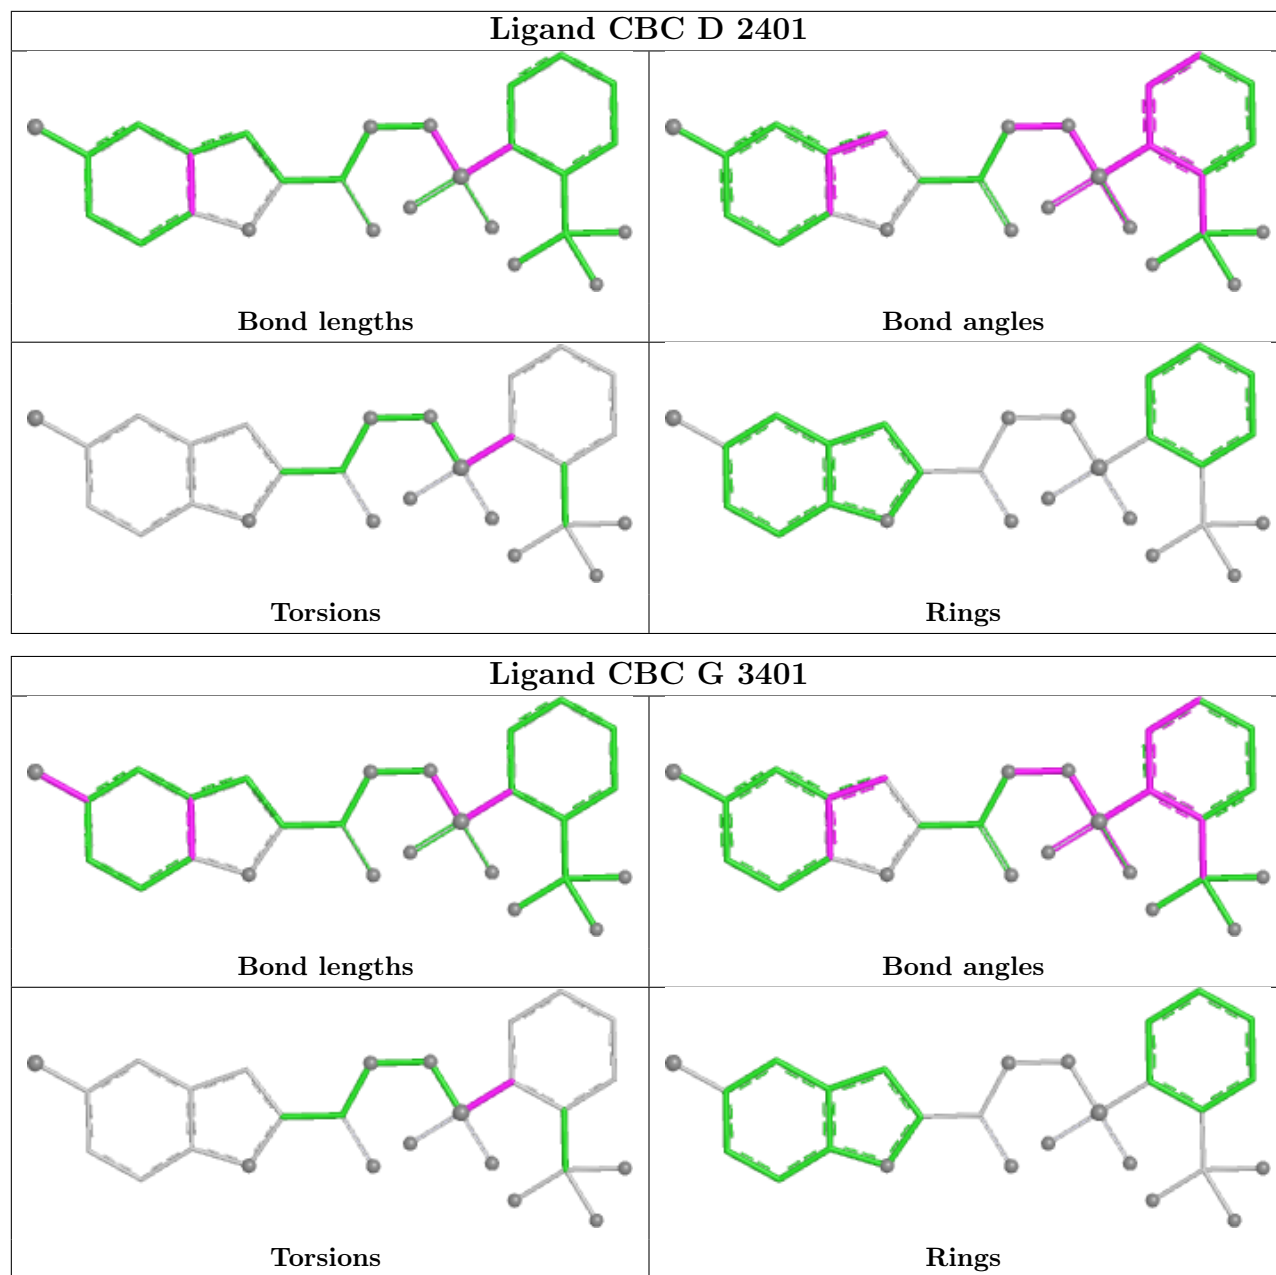 Ligand CBC D 2401
Bond lengths
Bond angles
Torsions
Rings
Ligand CBC G 3401
Bond lengths
Bond angles
Torsions
Rings